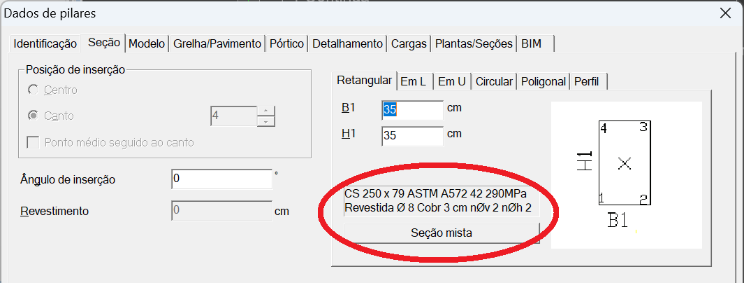 Dados de pilares
Identificação Seção Modelo Grelha/Pavimento Pórtico Detalhamento Cargas Plantas/Seções BIM
Posição de inserção
Centro
Canto 4
Ponto médio seguido ao canto
Ângulo de inserção 0 °
Revestimento 0 cm
Retangular Em L Em U Circular Poligonal Perfil
B1 35 cm
H1 35 cm
CS 250 x 79 ASTM A572 42 290MPa
Revestida Ø 8 Cobr 3 cm nØv 2 nØh 2
Seção mista
4 3
H1
1 2
B1